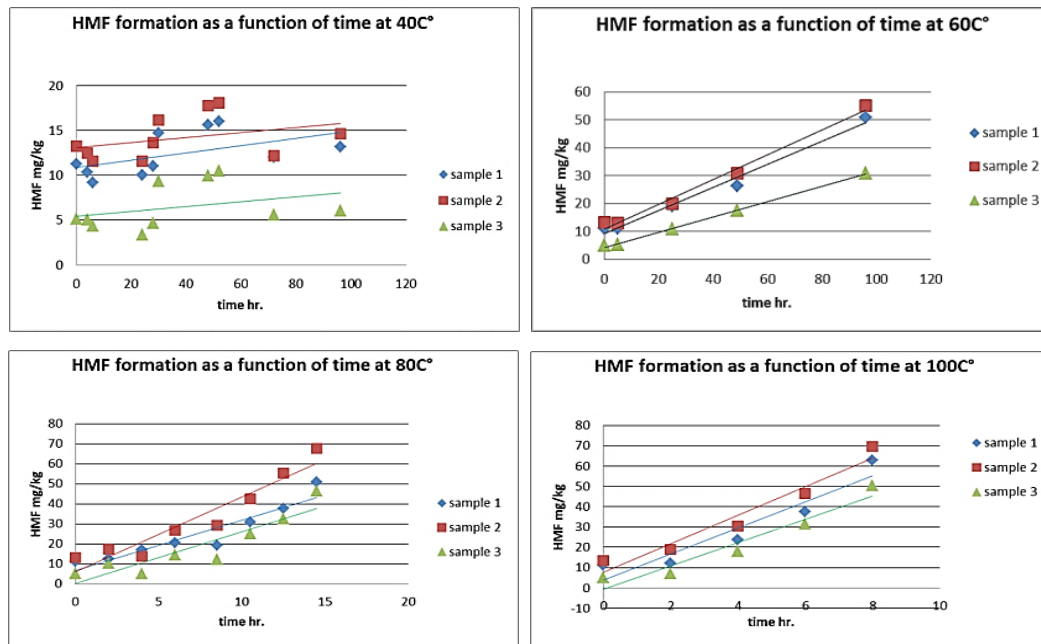 HMF formation as a function of time at 40C°
20
15
10
5
0
HMF mg/kg
0 20 40 60 80 100 120
time hr.
sample 1
sample 2
sample 3
HMF formation as a function of time at 60C°
60
50
40
30
20
10
0
HMF mg/kg
0 20 40 60 80 100 120
time hr.
sample 1
sample 2
sample 3
HMF formation as a function of time at 80C°
80
70
60
50
40
30
20
10
0
HMF mg/kg
0 5 10 15 20
time hr.
sample 1
sample 2
sample 3
HMF formation as a function of time at 100C°
80
70
60
50
40
30
20
10
0
-10
HMF mg/kg
0 2 4 6 8 10
time hr.
sample 1
sample 2
sample 3